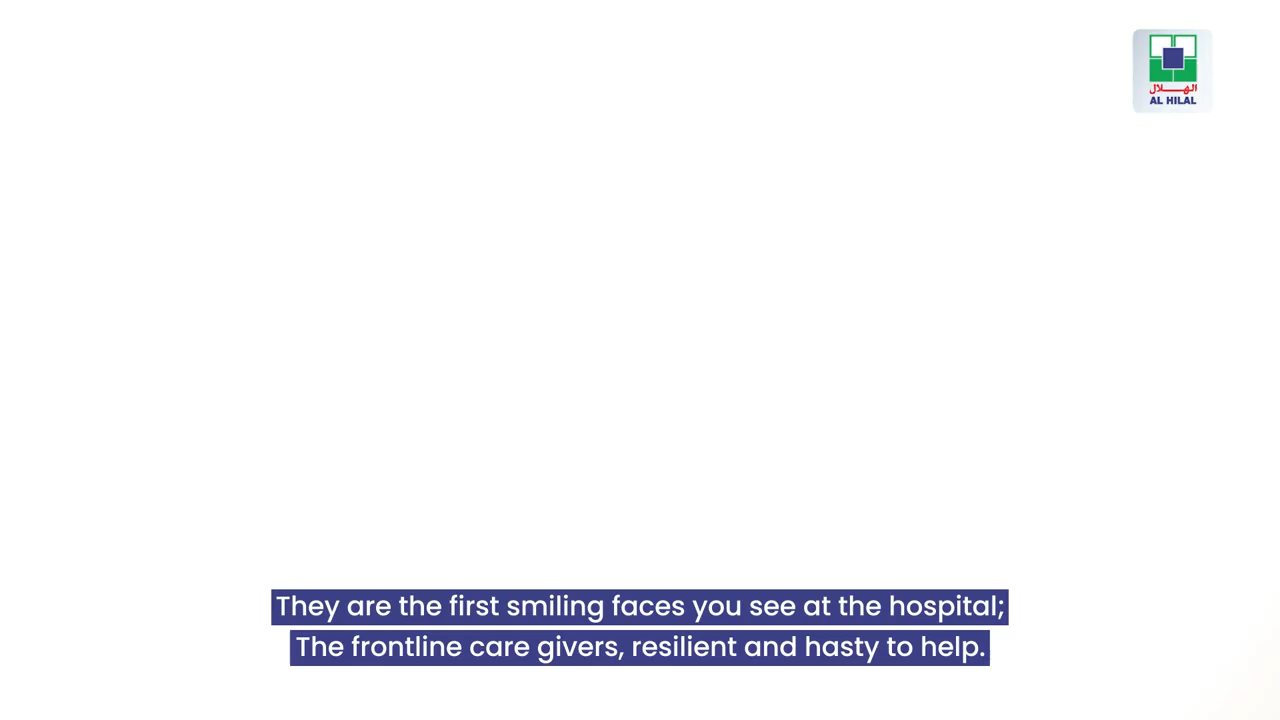 الهلال
AL HILAL
They are the first smiling faces you see at the hospital;
The frontline care givers, resilient and hasty to help.